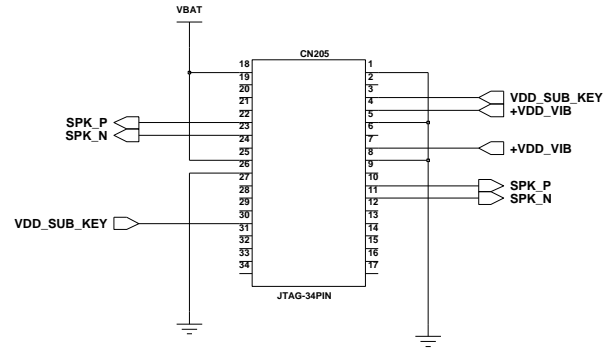 VBAT
CN205
18 1
19 2
20 3
21 4
22 5
23 6
24 7
25 8
26 9
27 10
28 11
29 12
30 13
31 14
32 15
33 16
34 17
VDD_SUB_KEY
+VDD_VIB
SPK_P
SPK_N
+VDD_VIB
SPK_P
SPK_N
VDD_SUB_KEY
JTAG-34PIN